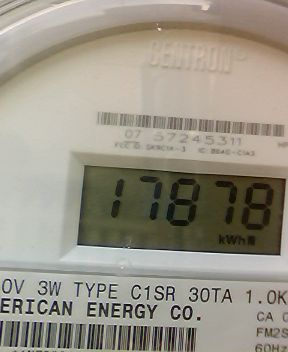 CENTRON®
07 57245311
17878
kWh
0V 3W TYPE C1SR 30TA 1.0K
ERICAN ENERGY CO.
CA 0
FM2S
60Hz